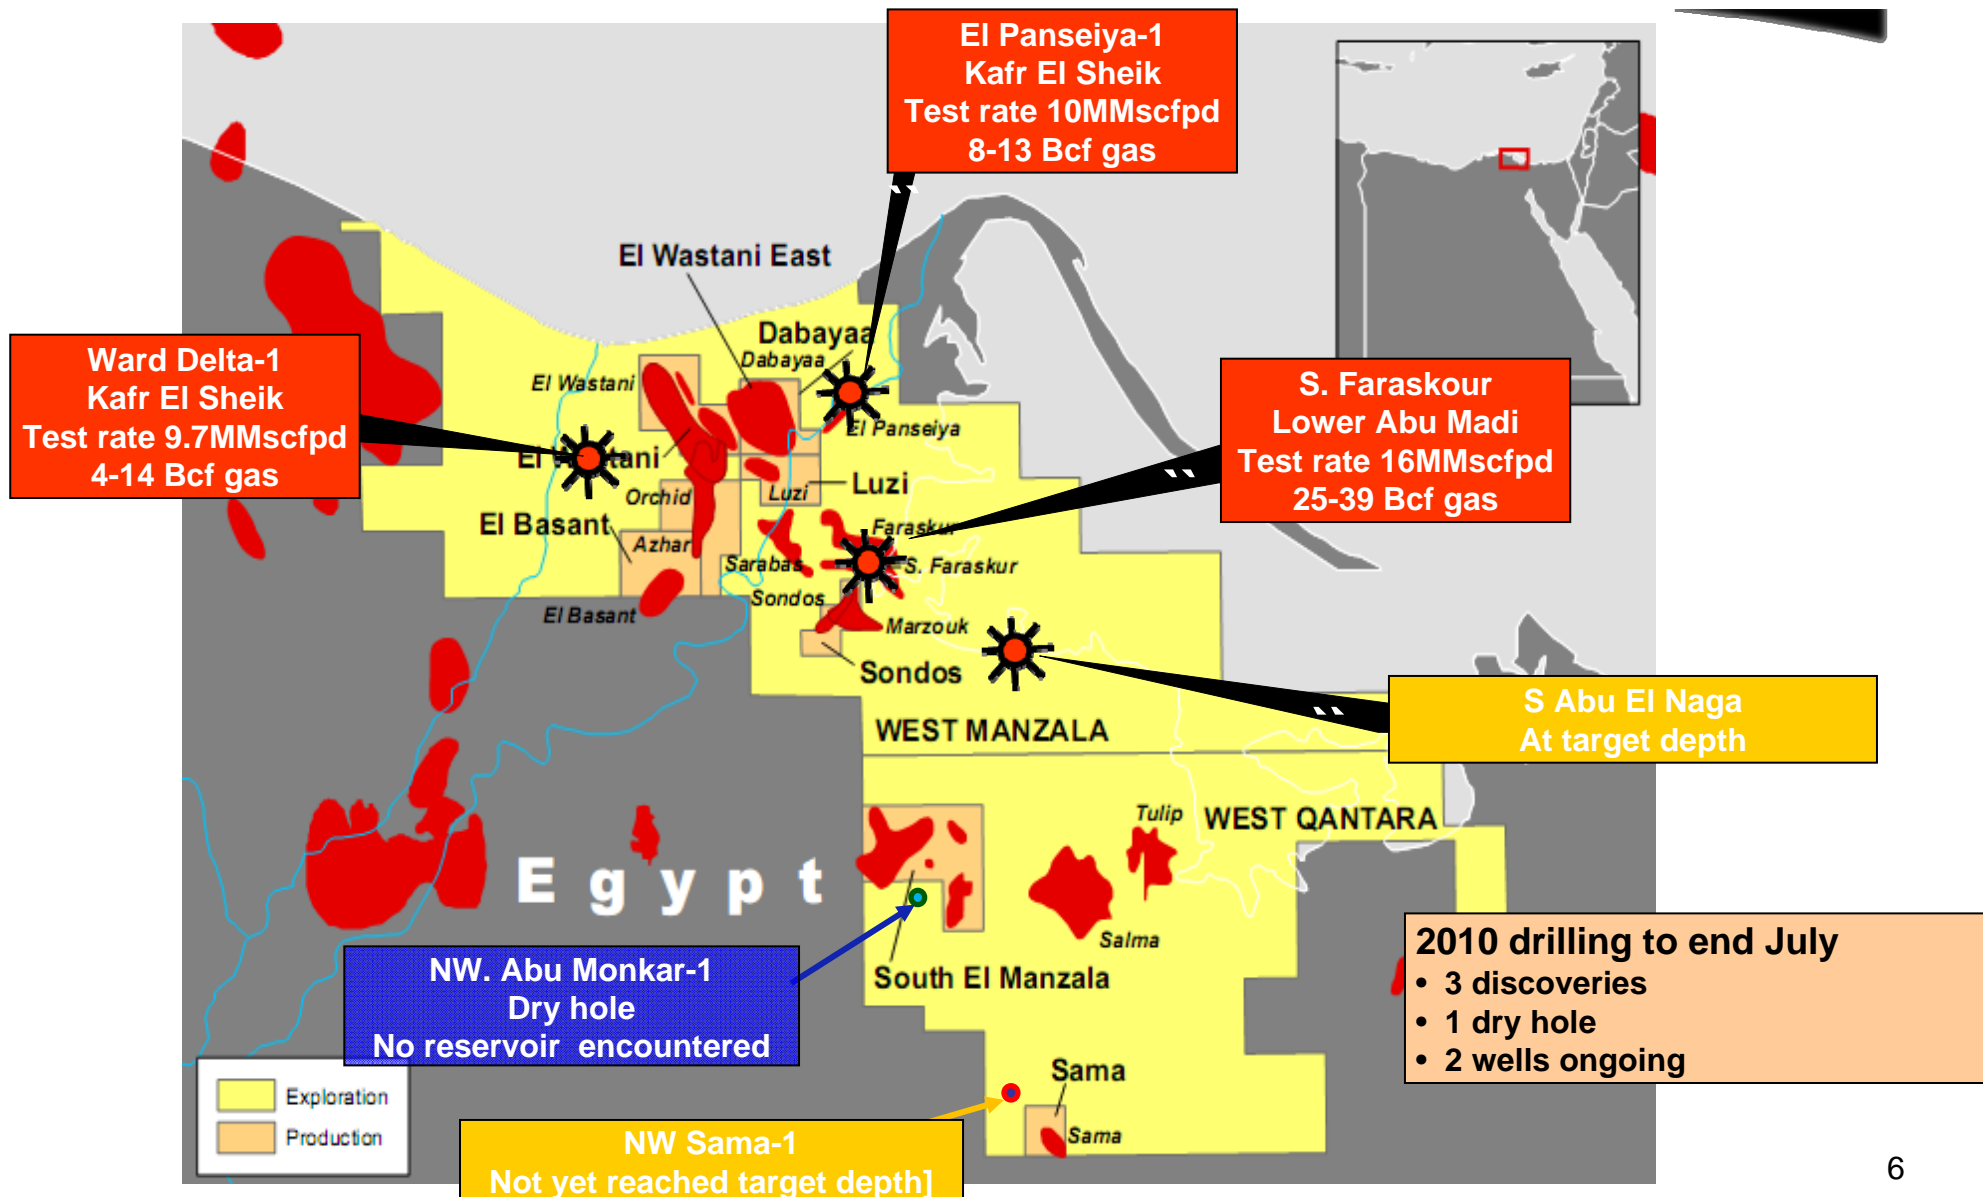 El Panseiya-1
Kafr El Sheik
Test rate 10MMscfpd
8-13 Bcf gas
El Wastani East
Dabayaa
Dabayaa
Ward Delta-1
Kafr El Sheik
Test rate 9.7MMscfpd
4-14 Bcf gas
El Wastani
El Panseiya
S. Faraskour
Lower Abu Madi
Test rate 16MMscfpd
25-39 Bcf gas
El Wastani
Orchid
Luzi
Luzi
El Basant
Azhar
Faraskur
Sarabas
S. Faraskur
Sondos
El Basant
Marzouk
Sondos
S Abu El Naga
At target depth
WEST MANZALA
Tulip
WEST QANTARA
Egypt
Salma
South El Manzala
NW. Abu Monkar-1
Dry hole
No reservoir encountered
2010 drilling to end July
• 3 discoveries
• 1 dry hole
• 2 wells ongoing
Sama
Sama
Exploration
Production
NW Sama-1
Not yet reached target depth]
6